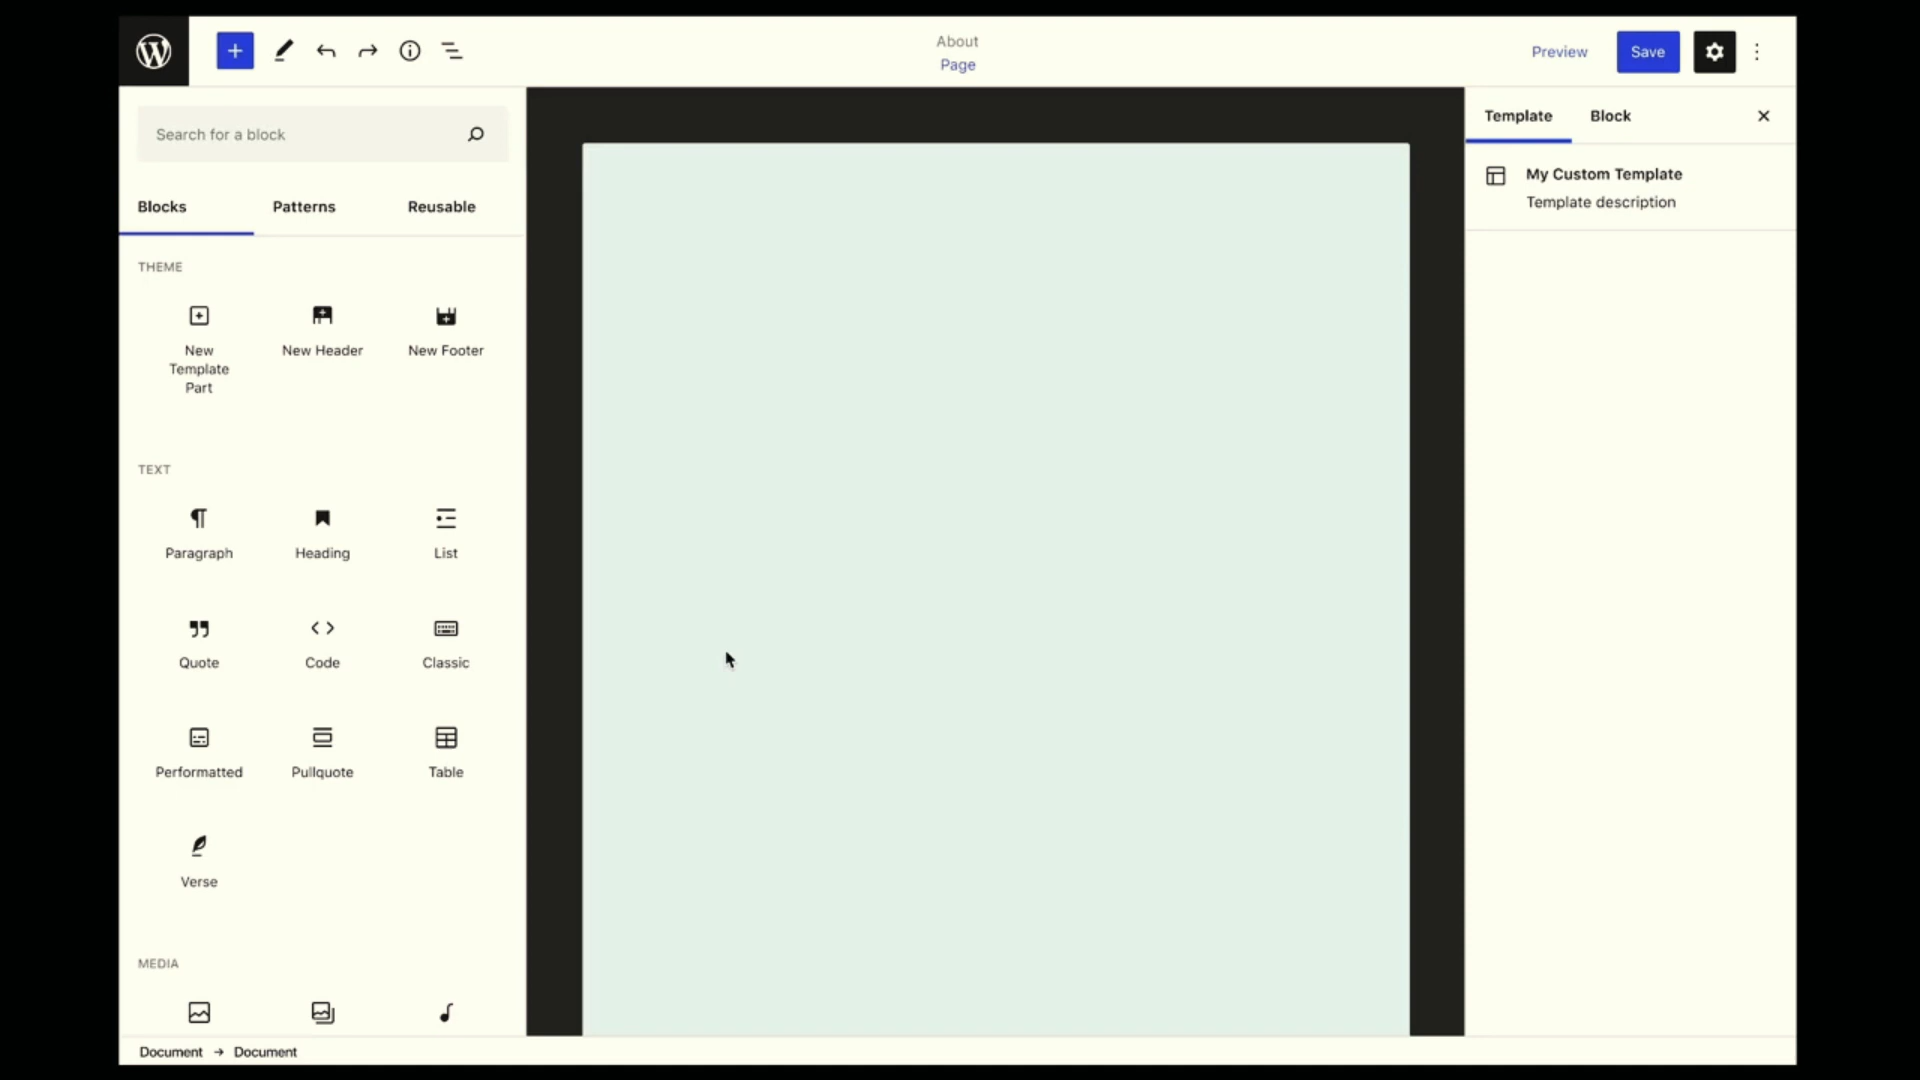 About
Page
Preview
Save
Search for a block
Blocks
Patterns
Reusable
THEME
New
Template
Part
New Header
New Footer
TEXT
Paragraph
Heading
List
Quote
Code
Classic
Performatted
Pullquote
Table
Verse
MEDIA
Template
Block
My Custom Template
Template description
Document → Document